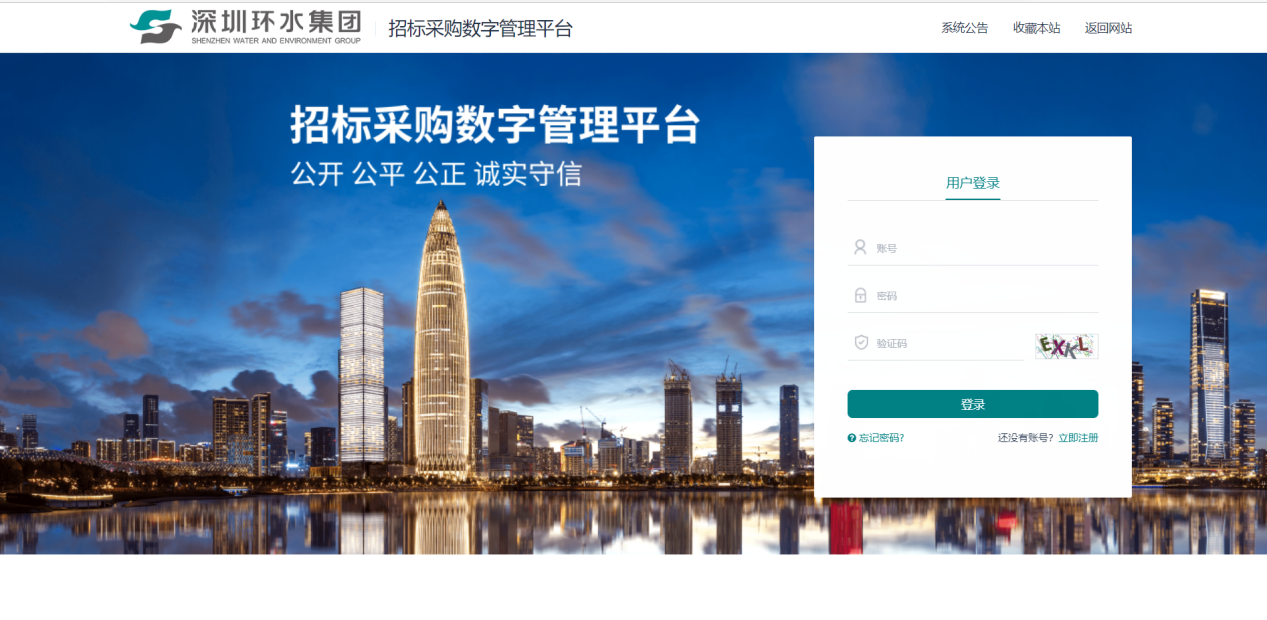 深圳环水集团
SHENZHEN WATER AND ENVIRONMENT GROUP
招标采购数字管理平台
系统公告
收藏本站
返回网站
招标采购数字管理平台
公开 公平 公正 诚实守信
用户登录
账号
密码
验证码
EXKL
登录
忘记密码?
还没有账号? 立即注册